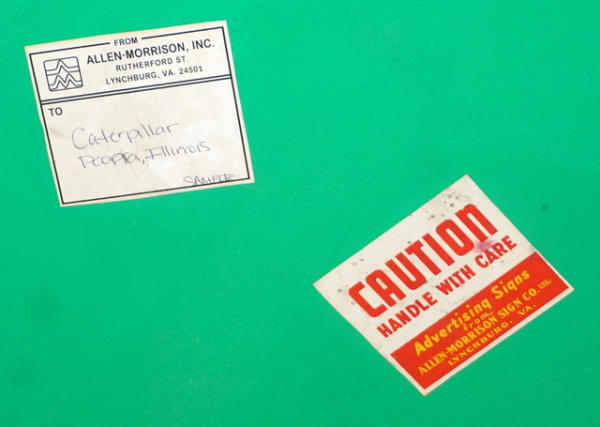 FROM
ALLEN-MORRISON, INC.
RUTHERFORD ST.
LYNCHBURG, VA. 24501
TO
Caterpillar
Peoria, Illinois
SAMPLE
CAUTION
HANDLE WITH CARE
Advertising Signs
from
ALLEN-MORRISON SIGN CO. INC.
LYNCHBURG, VA.